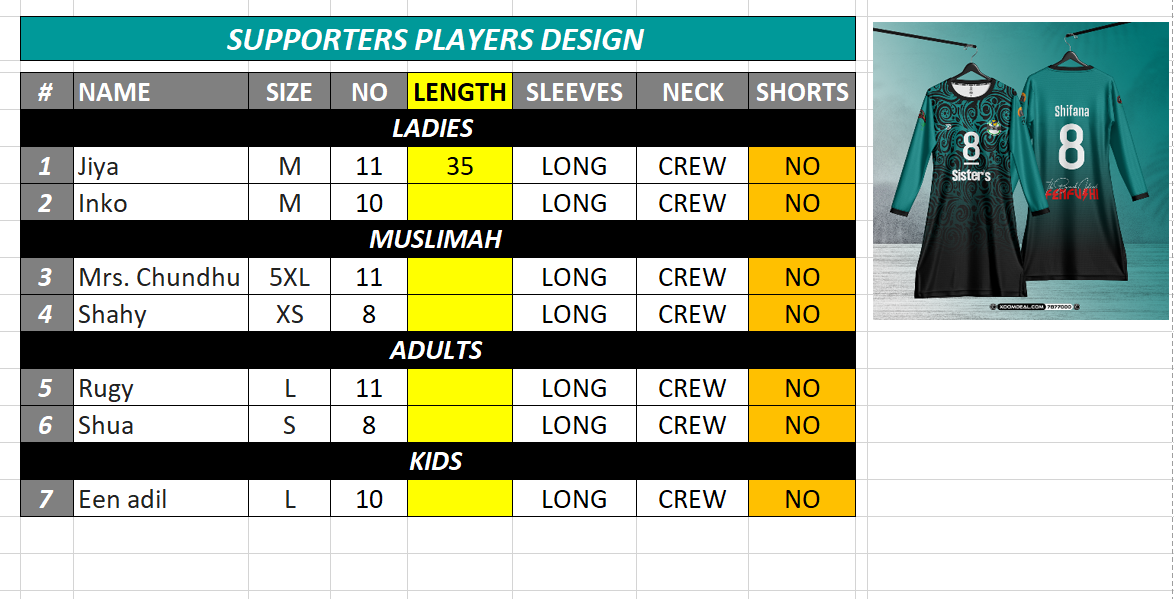 SUPPORTERS PLAYERS DESIGN
# NAME SIZE NO LENGTH SLEEVES NECK SHORTS
LADIES
1 Jiya M 11 35 LONG CREW NO
2 Inko M 10 LONG CREW NO
MUSLIMAH
3 Mrs. Chundhu 5XL 11 LONG CREW NO
4 Shahy XS 8 LONG CREW NO
ADULTS
5 Rugy L 11 LONG CREW NO
6 Shua S 8 LONG CREW NO
KIDS
7 Een adil L 10 LONG CREW NO
8
Sister's
Shifana
8
XOOMDEAL.COM 7877000